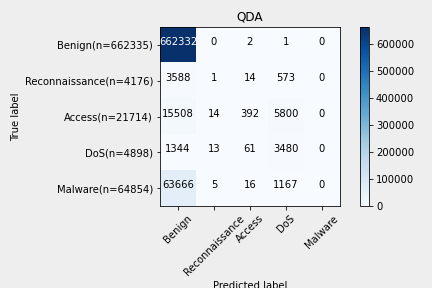 QDA
Benign(n=662335)
662332 0 2 1 0
Reconnaissance(n=4176)
3588 1 14 573 0
Access(n=21714)
15508 14 392 5800 0
DoS(n=4898)
1344 13 61 3480 0
Malware(n=64854)
63666 5 16 1167 0
True label
Benign
Reconnaissance
Access
DoS
Malware
Predicted label
600000
500000
400000
300000
200000
100000
0